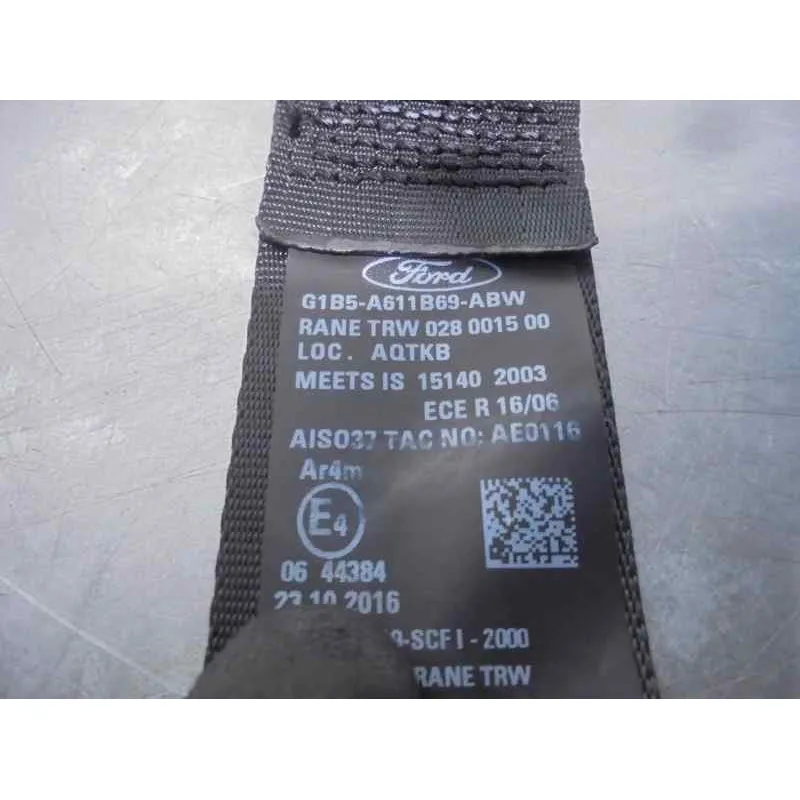 Ford
G1B5-A611B69-ABW
RANE TRW 028 0015 00
LOC. AQTKB
MEETS IS 15140 2003
ECE R 16/06
AIS037 TAC NO: AE0116
Ar4m
E4
06 44384
23.10.2016
-SCF I - 2000
RANE TRW